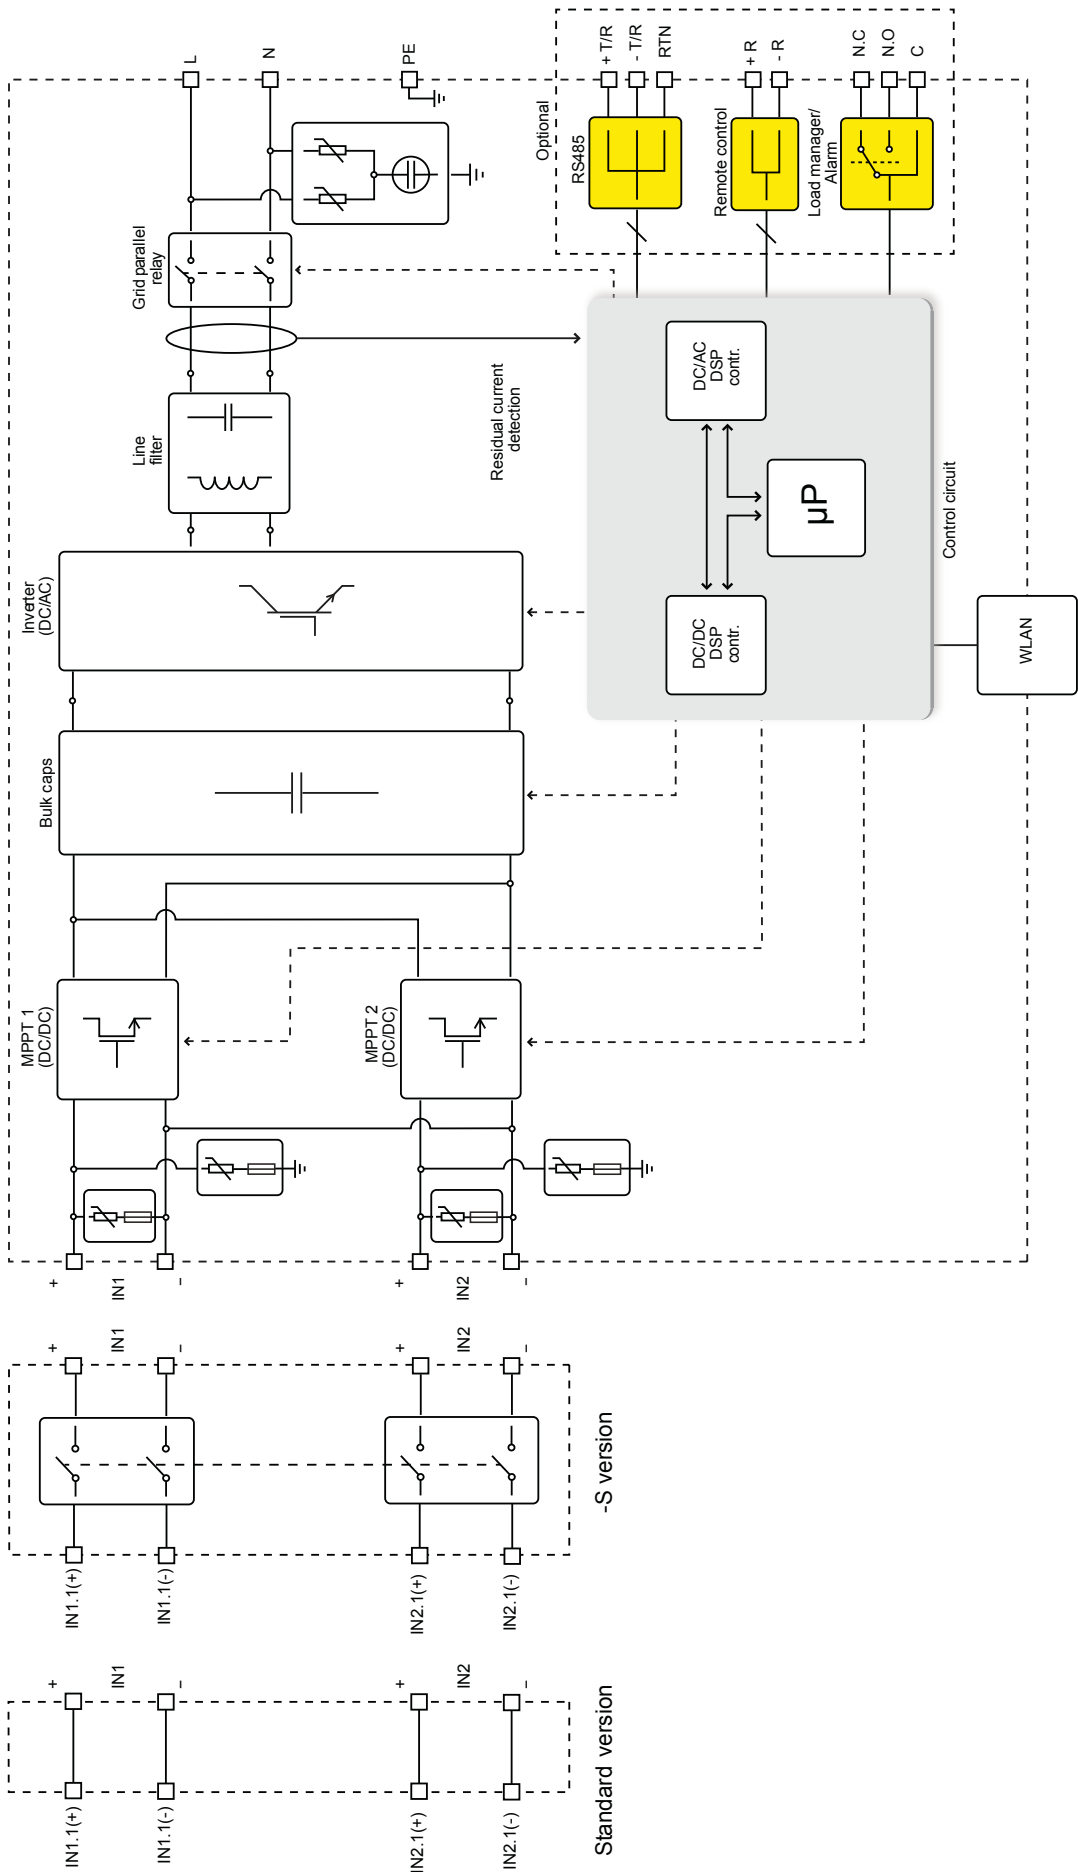 Standard version
IN1.1(+)
IN1.1(-)
IN2.1(+)
IN2.1(-)
+
IN1
–
+
IN2
–
-S version
IN1.1(+)
IN1.1(-)
IN2.1(+)
IN2.1(-)
+
IN1
–
+
IN2
–
+
IN1
–
+
IN2
–
MPPT 1
(DC/DC)
MPPT 2
(DC/DC)
Bulk caps
Inverter
(DC/AC)
Line
filter
Grid parallel
relay
Residual current
detection
L
N
PE
Control circuit
DC/DC
DSP
contr.
µP
DC/AC
DSP
contr.
WLAN
Optional
RS485
+ T/R
- T/R
RTN
Remote control
+ R
- R
Load manager/
Alarm
N.C
N.O
C